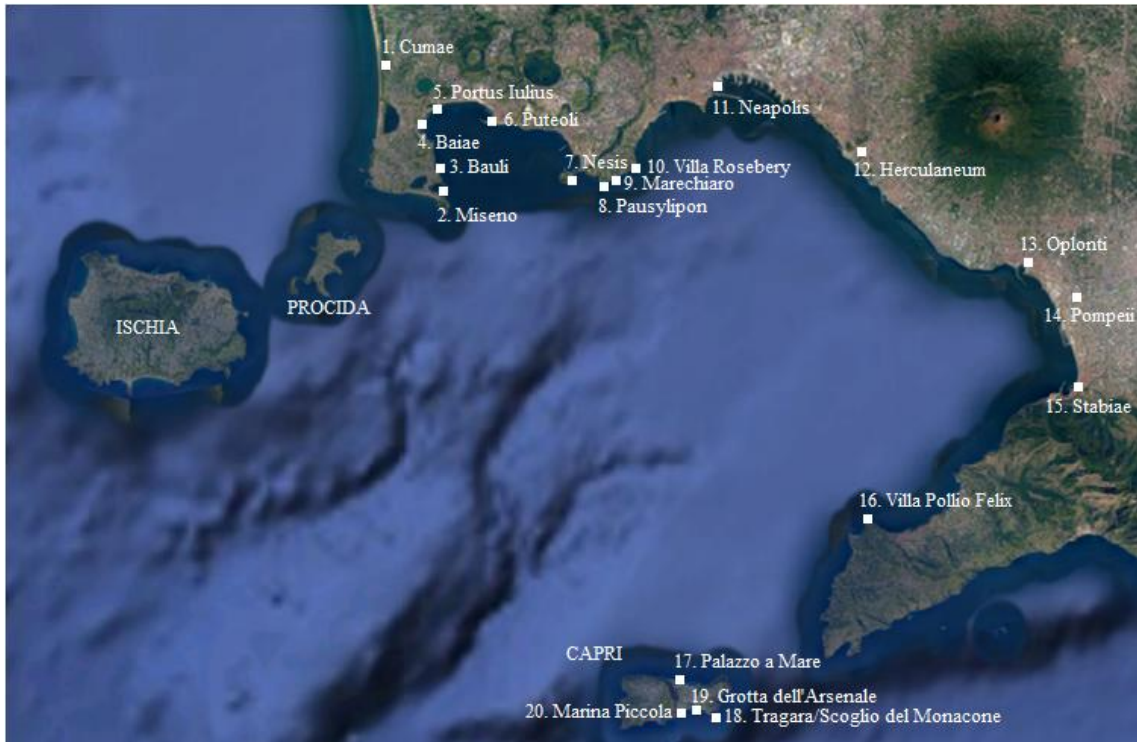 1. Cumae
5. Portus Iulius
11. Neapolis
6. Puteoli
4. Baiae
3. Bauli
7. Nesis
10. Villa Rosebery
12. Herculaneum
9. Marechiaro
2. Miseno
8. Pausylipon
13. Oplonti
PROCIDA
14. Pompeii
ISCHIA
15. Stabiae
16. Villa Pollio Felix
CAPRI
17. Palazzo a Mare
19. Grotta dell'Arsenale
20. Marina Piccola
18. Tragara/Scoglio del Monacone